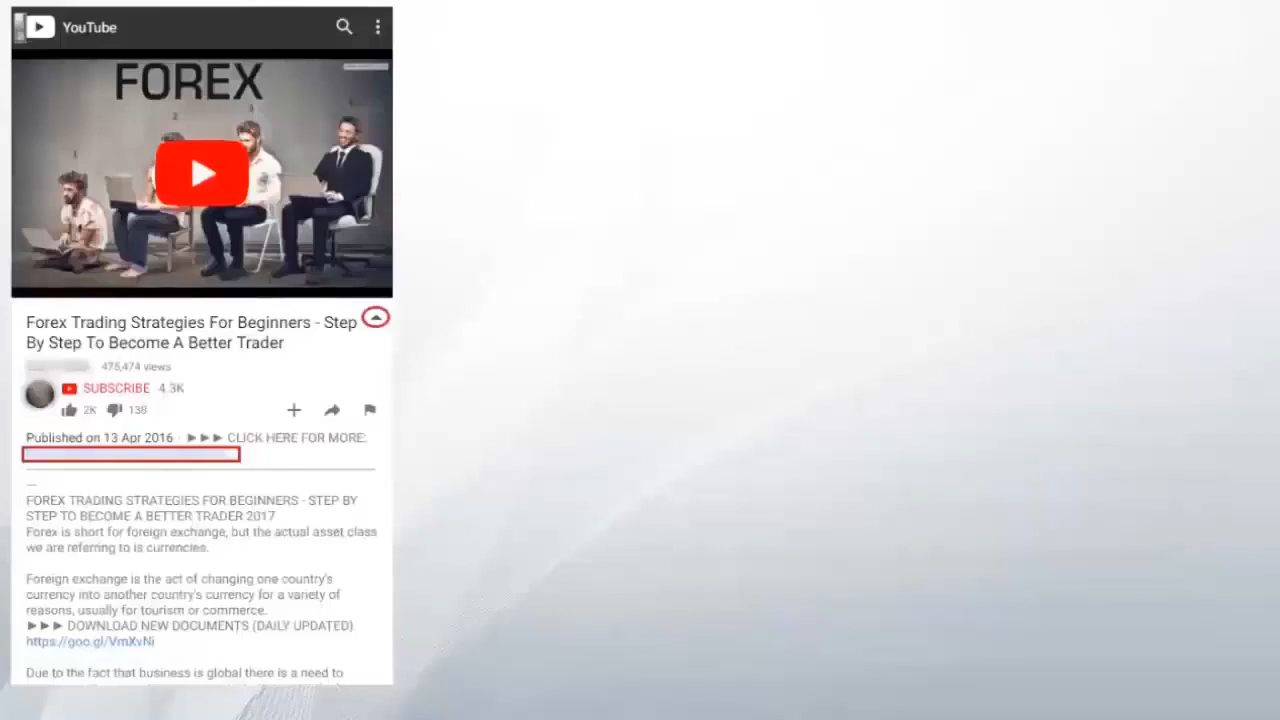 YouTube
FOREX
1
2
3
Forex Trading Strategies For Beginners - Step
By Step To Become A Better Trader
475,474 views
SUBSCRIBE 4.3K
2K 138
Published on 13 Apr 2016 · ►►► CLICK HERE FOR MORE:
—
FOREX TRADING STRATEGIES FOR BEGINNERS - STEP BY
STEP TO BECOME A BETTER TRADER 2017
Forex is short for foreign exchange, but the actual asset class
we are referring to is currencies.
Foreign exchange is the act of changing one country's
currency into another country's currency for a variety of
reasons, usually for tourism or commerce.
►►► DOWNLOAD NEW DOCUMENTS (DAILY UPDATED)
https://goo.gl/VmXvNi
Due to the fact that business is global there is a need to